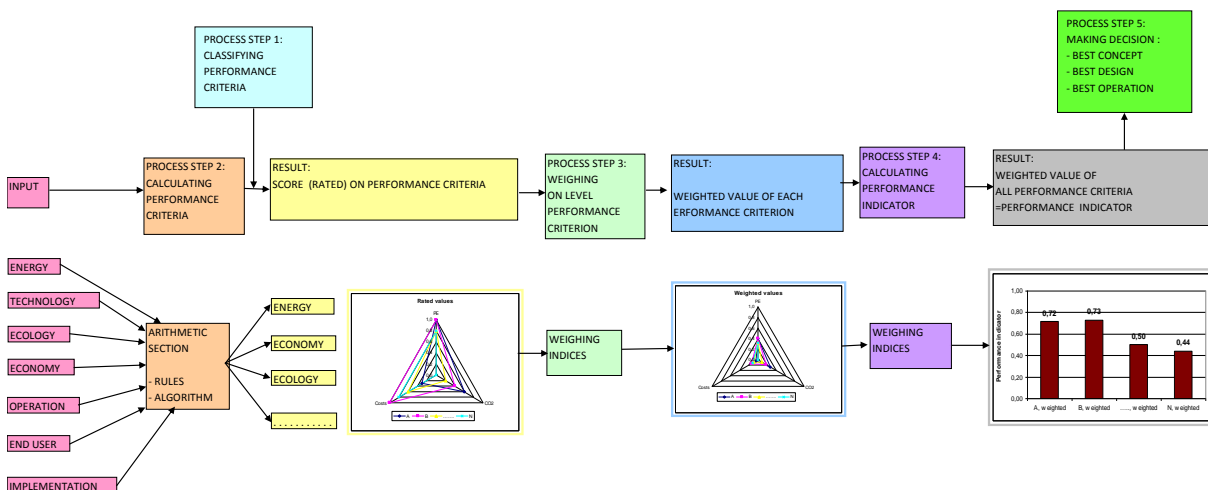 PROCESS STEP 1:
CLASSIFYING
PERFORMANCE
CRITERIA
PROCESS STEP 5:
MAKING DECISION :
- BEST CONCEPT
- BEST DESIGN
- BEST OPERATION
INPUT
PROCESS STEP 2:
CALCULATING
PERFORMANCE
CRITERIA
RESULT:
SCORE (RATED) ON PERFORMANCE CRITERIA
PROCESS STEP 3:
WEIGHING
ON LEVEL
PERFORMANCE
CRITERION
RESULT:
WEIGHTED VALUE OF EACH
ERFORMANCE CRITERION
PROCESS STEP 4:
CALCULATING
PERFORMANCE
INDICATOR
RESULT:
WEIGHTED VALUE OF
ALL PERFORMANCE CRITERIA
=PERFORMANCE INDICATOR
ENERGY
TECHNOLOGY
ECOLOGY
ECONOMY
OPERATION
END USER
IMPLEMENTATION
ARITHMETIC
SECTION
- RULES
- ALGORITHM
ENERGY
ECONOMY
ECOLOGY
. . . . . . . . . . .
Rated values
PE
1,0
Costs
CO2
A B ........ N
WEIGHING
INDICES
Weighted values
PE
1,0
Costs
CO2
A B ........ N
WEIGHING
INDICES
Performance indicator
1,00
0,80
0,60
0,40
0,20
0,00
0,72
0,73
0,50
0,44
A, weighted
B, weighted
....., weighted
N, weighted